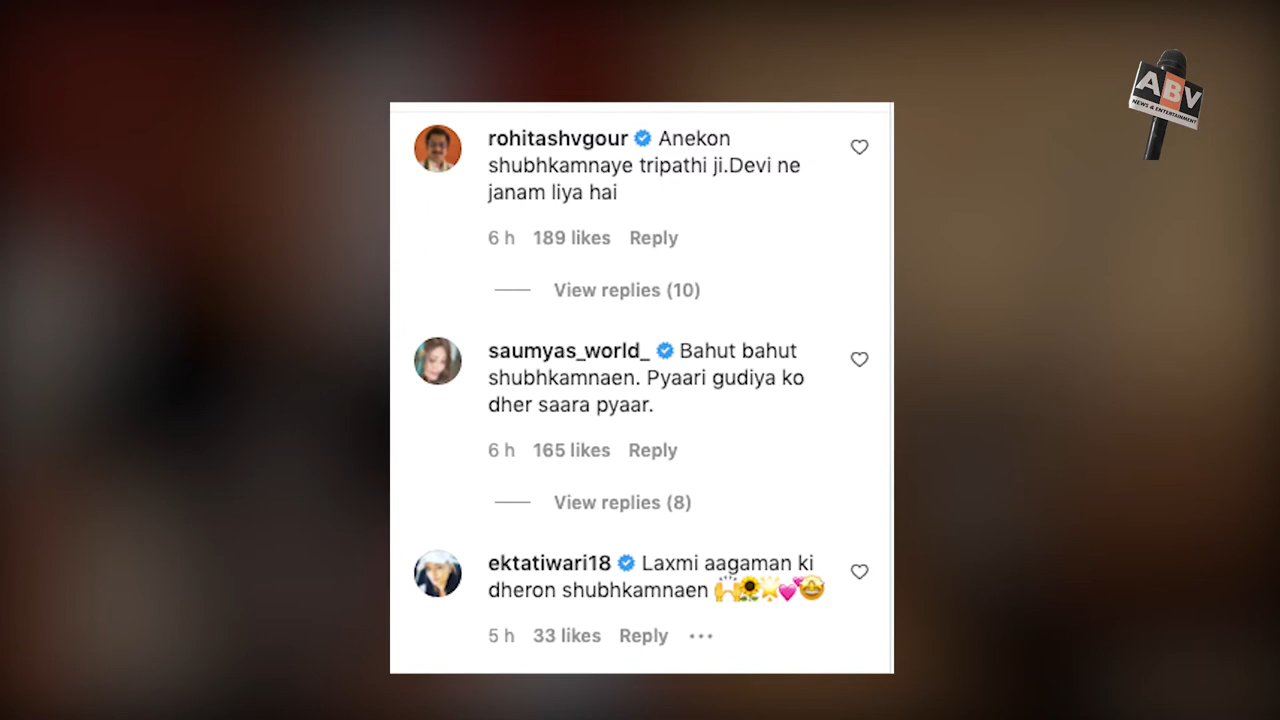 ABV
NEWS & ENTERTAINMENT
rohitashvgour Anekon
shubhkamnaye tripathi ji.Devi ne
janam liya hai
6 h 189 likes Reply
View replies (10)
saumyas_world_ Bahut bahut
shubhkamnaen. Pyaari gudiya ko
dher saara pyaar.
6 h 165 likes Reply
View replies (8)
ektatiwari18 Laxmi aagaman ki
dheron shubhkamnaen 🙌🌻🌟💕🤩
5 h 33 likes Reply ...